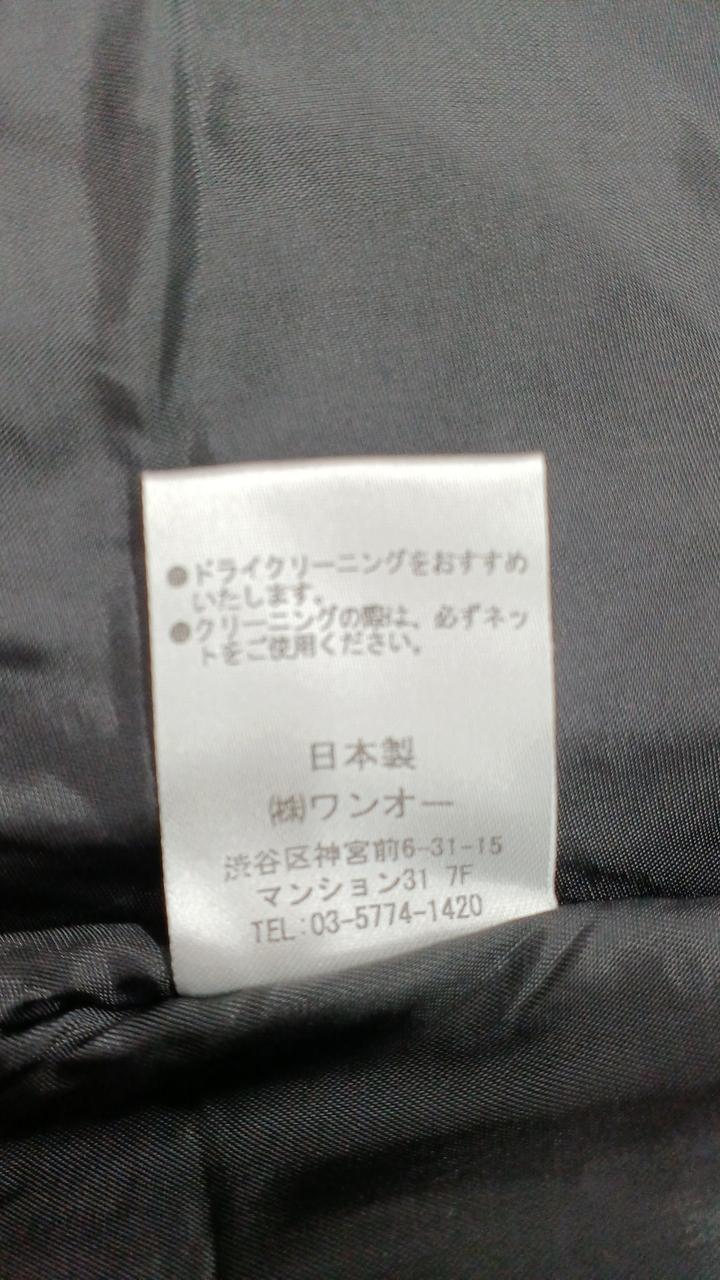 ●ドライクリーニングをおすすめ
いたします。
●クリーニングの際は、必ずネッ
トをご使用ください。
日本製
㈱ワンオー
渋谷区神宮前6-31-15
マンション31 7F
TEL:03-5774-1420